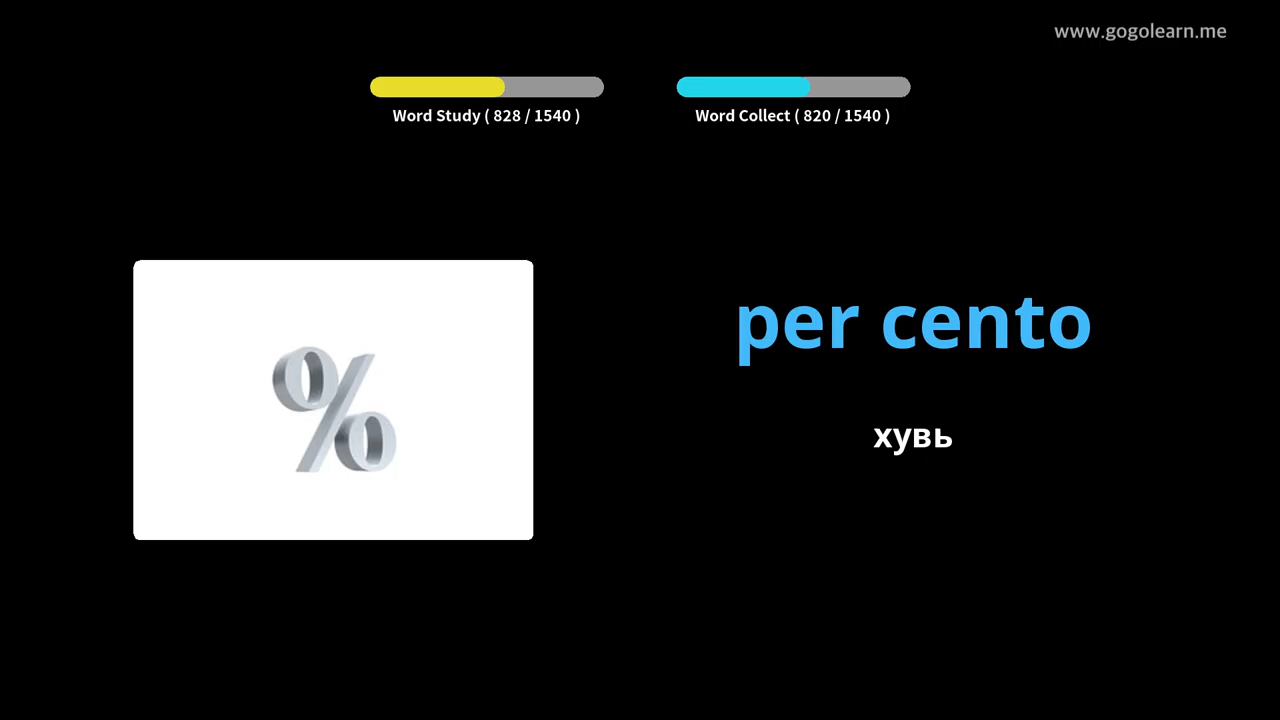 www.gogolearn.me
Word Study ( 828 / 1540 )
Word Collect ( 820 / 1540 )
%
per cento
хувь